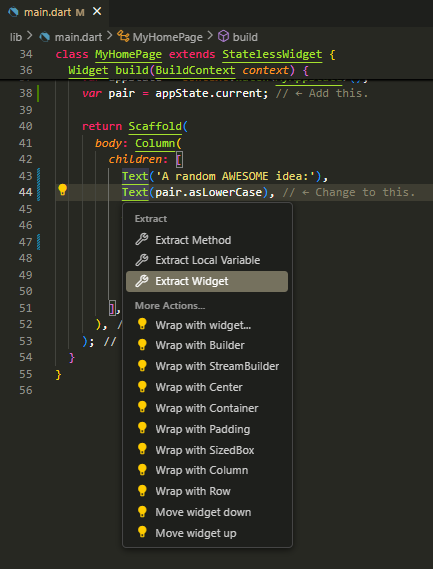 main.dart M ×
lib > main.dart > MyHomePage > build
34 class MyHomePage extends StatelessWidget {
36 Widget build(BuildContext context) {
38 var pair = appState.current; // ← Add this.
39
40 return Scaffold(
41 body: Column(
42 children: [
43 Text('A random AWESOME idea:'),
44 Text(pair.asLowerCase), // ← Change to this.
45
Extract
46
Extract Method
47
Extract Local Variable
48
Extract Widget
49
50
More Actions...
51 ],
Wrap with widget...
52 ), //
Wrap with Builder
53 ); //
Wrap with StreamBuilder
54 }
Wrap with Center
55 }
56
Wrap with Container
Wrap with Padding
Wrap with SizedBox
Wrap with Column
Wrap with Row
Move widget down
Move widget up